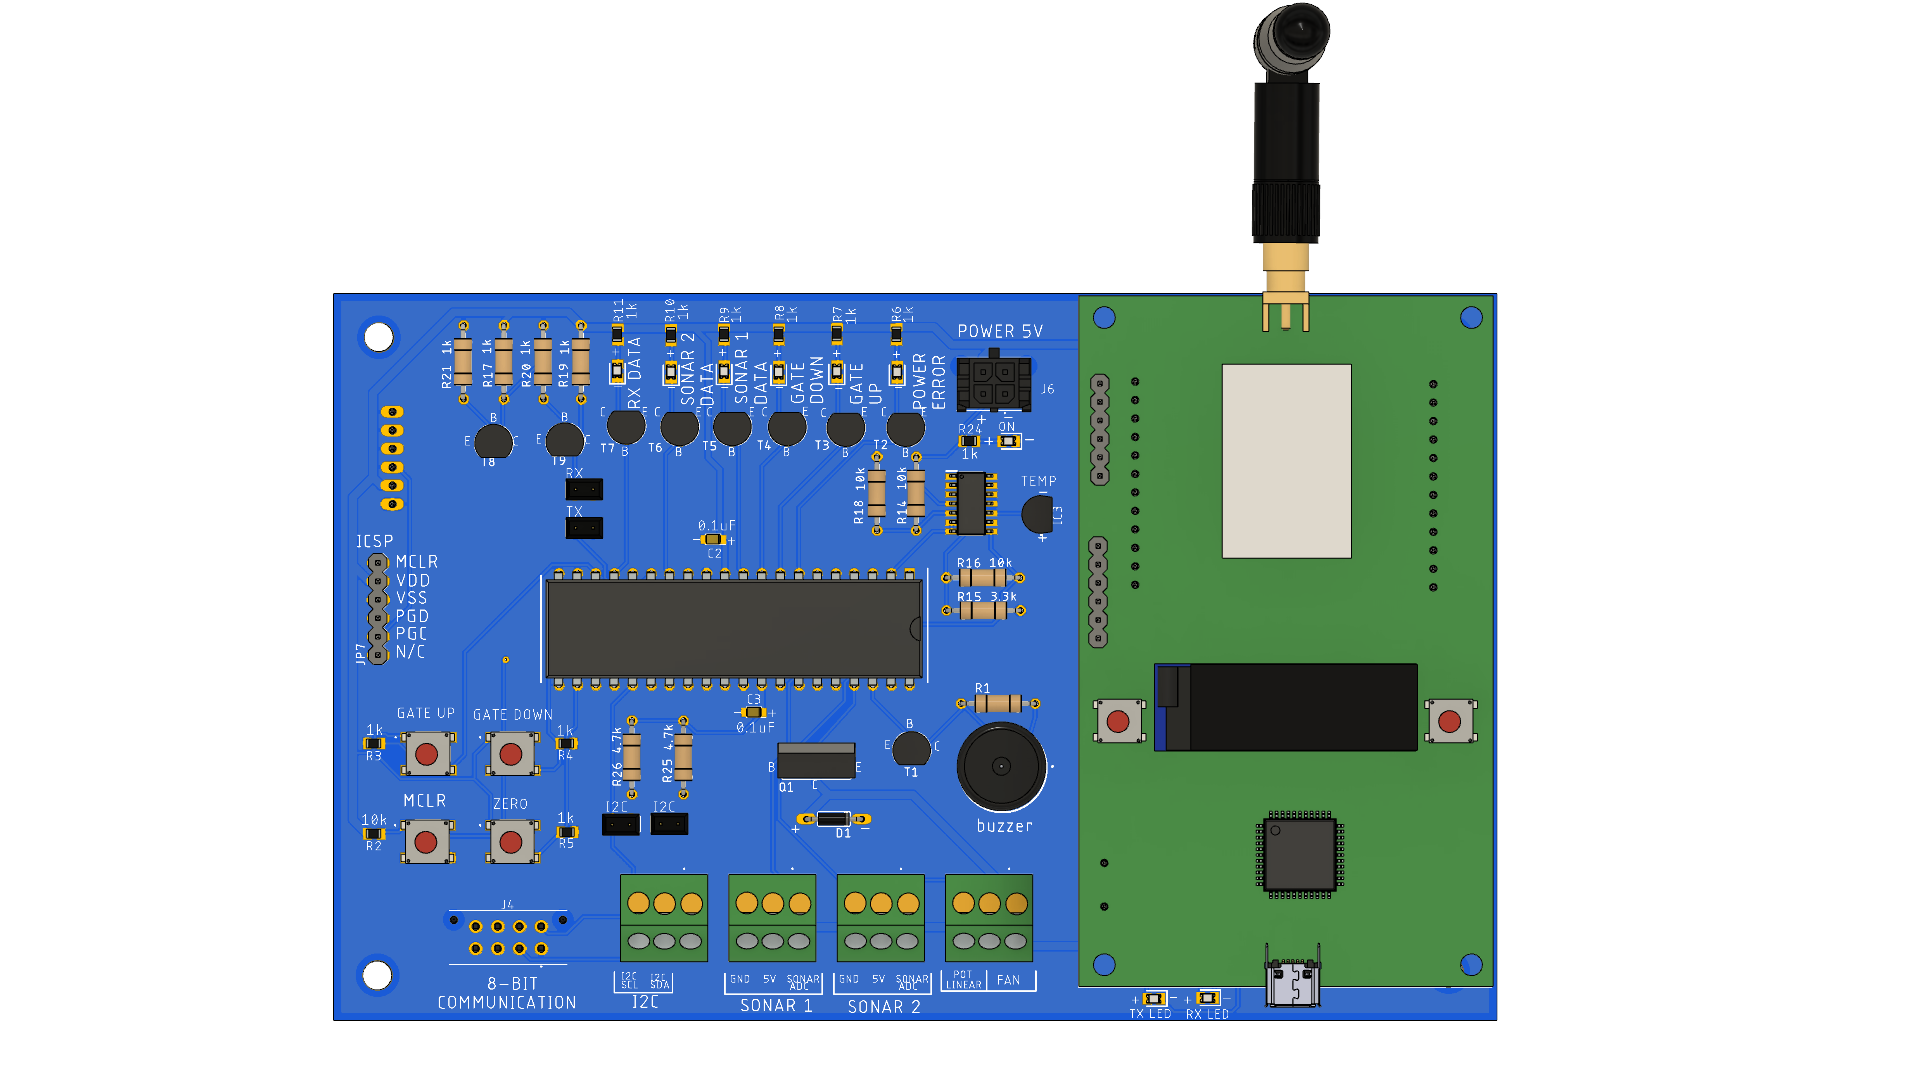 R21 1k
R17 1k
R20 1k
R19 1k
R11 1k
R10 1k
R9 1k
R8 1k
R7 1k
R6 1k
RX DATA
SONAR 2 DATA
SONAR 1 DATA
GATE DOWN
GATE UP
POWER ERROR
POWER 5V
J6
+ -
R24
1k
+ ON -
B
E C
T8
B
E C
T9
C E
T7 B
C E
T6 B
C E
T5 B
C E
T4 B
C E
T3 B
C E
T2 B
RX
TX
R18 10k
R14 10k
TEMP
-
IC3
+
0.1uF
- +
C2
ICSP
MCLR
VDD
VSS
PGD
PGC
N/C
JP7
R16 10k
R15 3.3k
R1
C3
- +
0.1uF
GATE UP
GATE DOWN
1k
R3
1k
R4
MCLR
ZERO
10k
R2
1k
R5
R26 4.7k
R25 4.7k
I2C
I2C
B E
Q1 C
B
E C
T1
+ -
D1
buzzer
J4
8-BIT
COMMUNICATION
I2C SCL
I2C SDA
I2C
GND 5V SONAR ADC
SONAR 1
GND 5V SONAR ADC
SONAR 2
POT LINEAR
FAN
+ -
TX LED
+ -
RX LED